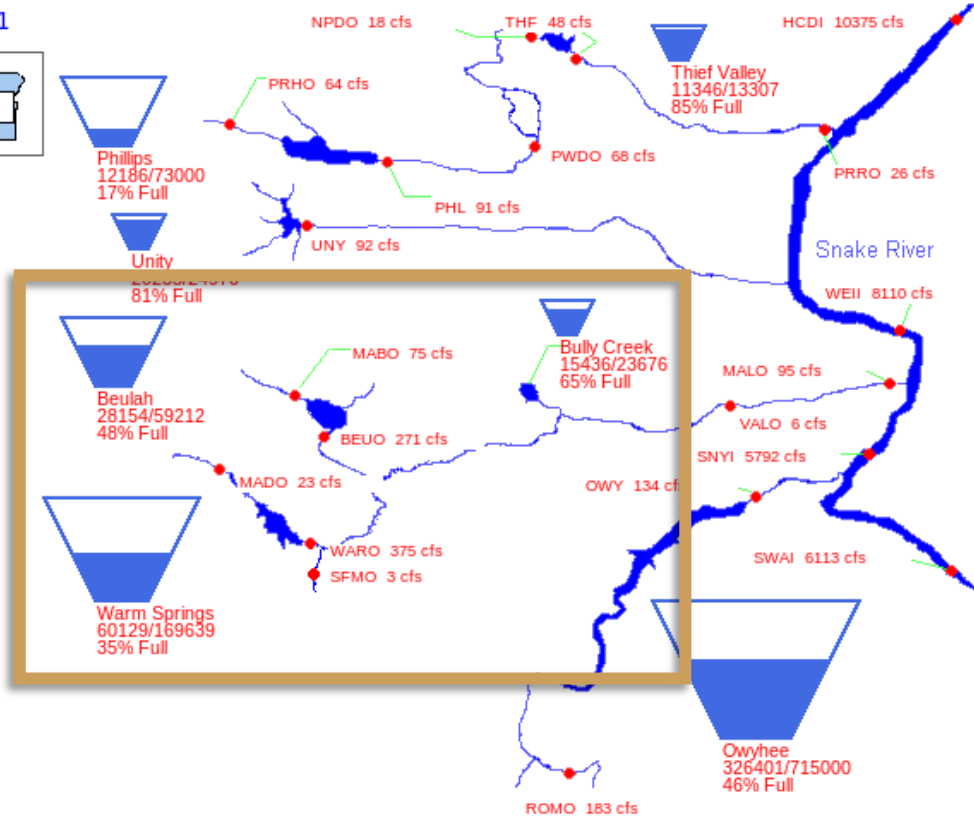 1
NPDO 18 cfs
THF 48 cfs
HCDI 10375 cfs
Thief Valley
11346/13307
85% Full
PRHO 64 cfs
Phillips
12186/73000
17% Full
PWDO 68 cfs
PRRO 26 cfs
PHL 91 cfs
UNY 92 cfs
Snake River
Unity
81% Full
WEII 8110 cfs
Bully Creek
15436/23676
65% Full
MABO 75 cfs
MALO 95 cfs
Beulah
28154/59212
48% Full
VALO 6 cfs
BEUO 271 cfs
SNYI 5792 cfs
MADO 23 cfs
OWY 134 cfs
WARO 375 cfs
SWAI 6113 cfs
SFMO 3 cfs
Warm Springs
60129/169639
35% Full
Owyhee
326401/715000
46% Full
ROMO 183 cfs